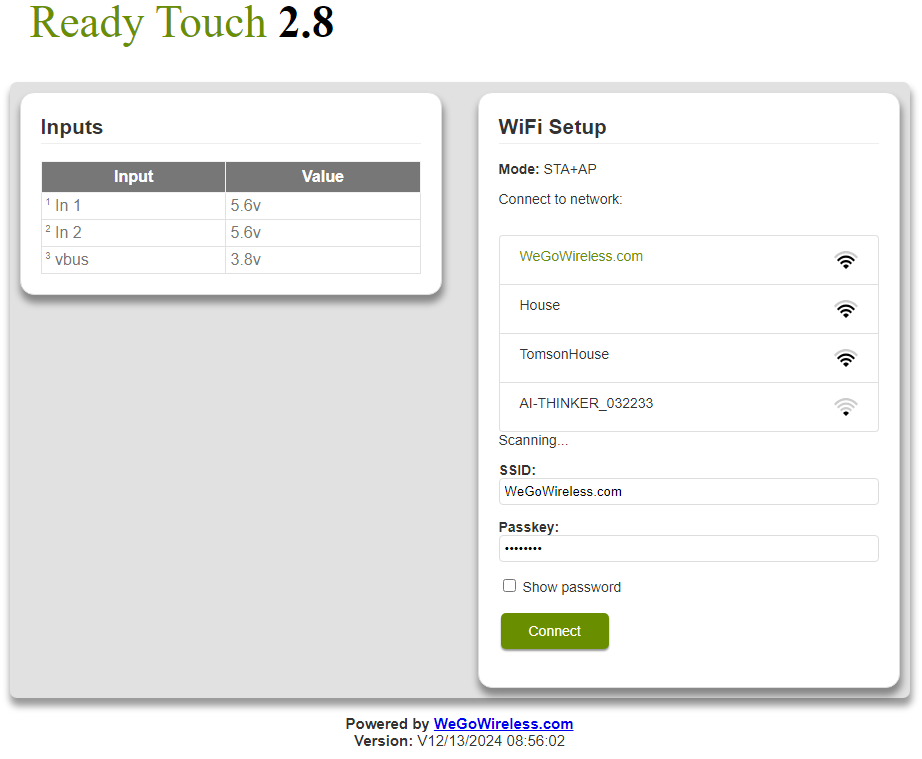 Ready Touch 2.8
Inputs
Input Value
1 In 1 5.6v
2 In 2 5.6v
3 vbus 3.8v
WiFi Setup
Mode: STA+AP
Connect to network:
WeGoWireless.com
House
TomsonHouse
AI-THINKER_032233
Scanning...
SSID:
WeGoWireless.com
Passkey:
••••••••
Show password
Connect
Powered by WeGoWireless.com
Version: V12/13/2024 08:56:02